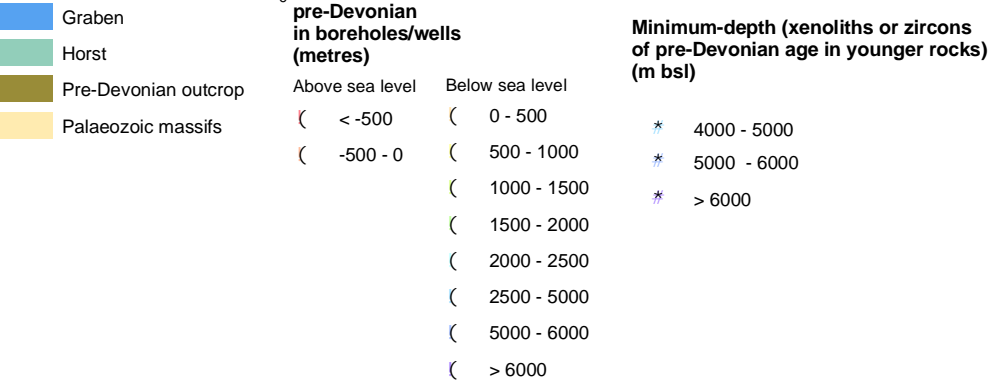 Graben
Horst
Pre-Devonian outcrop
Palaeozoic massifs
pre-Devonian
in boreholes/wells
(metres)
Above sea level
( < -500
( -500 - 0
Below sea level
( 0 - 500
( 500 - 1000
( 1000 - 1500
( 1500 - 2000
( 2000 - 2500
( 2500 - 5000
( 5000 - 6000
( > 6000
Minimum-depth (xenoliths or zircons
of pre-Devonian age in younger rocks)
(m bsl)
* 4000 - 5000
* 5000 - 6000
* > 6000